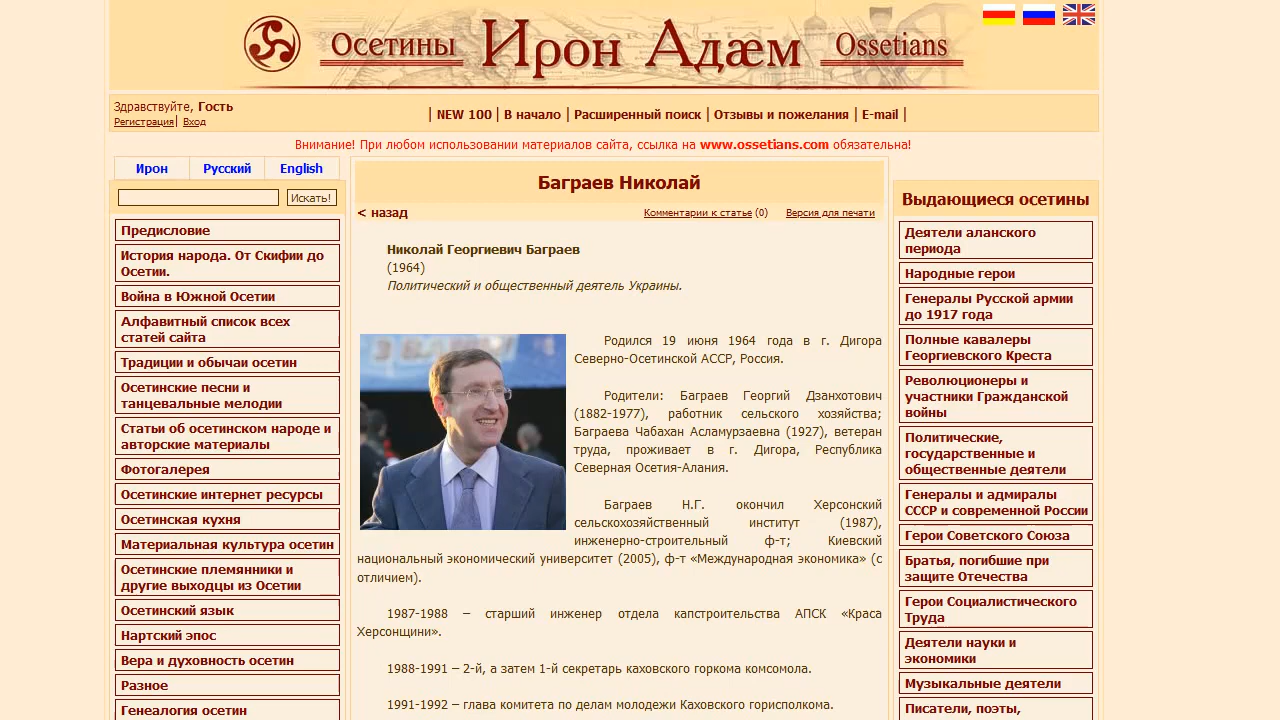 Осетины Ирон Адæм Ossetians
Здравствуйте, Гость
Регистрация | Вход
| NEW 100 | В начало | Расширенный поиск | Отзывы и пожелания | E-mail |
Внимание! При любом использовании материалов сайта, ссылка на www.ossetians.com обязательна!
Ирон Русский English
Искать!
Предисловие
История народа. От Скифии до
Осетии.
Война в Южной Осетии
Алфавитный список всех
статей сайта
Традиции и обычаи осетин
Осетинские песни и
танцевальные мелодии
Статьи об осетинском народе и
авторские материалы
Фотогалерея
Осетинские интернет ресурсы
Осетинская кухня
Материальная культура осетин
Осетинские племянники и
другие выходцы из Осетии
Осетинский язык
Нартский эпос
Вера и духовность осетин
Разное
Генеалогия осетин
Баграев Николай
< назад Комментарии к статье (0) Версия для печати
Николай Георгиевич Баграев
(1964)
Политический и общественный деятель Украины.
Родился 19 июня 1964 года в г. Дигора
Северно-Осетинской АССР, Россия.
Родители: Баграев Георгий Дзанхотович
(1882-1977), работник сельского хозяйства;
Баграева Чабахан Асламурзаевна (1927), ветеран
труда, проживает в г. Дигора, Республика
Северная Осетия-Алания.
Баграев Н.Г. окончил Херсонский
сельскохозяйственный институт (1987),
инженерно-строительный ф-т; Киевский
национальный экономический университет (2005), ф-т «Международная экономика» (с
отличием).
1987-1988 – старший инженер отдела капстроительства АПСК «Краса
Херсонщини».
1988-1991 – 2-й, а затем 1-й секретарь каховского горкома комсомола.
1991-1992 – глава комитета по делам молодежи Каховского горисполкома.
Выдающиеся осетины
Деятели аланского
периода
Народные герои
Генералы Русской армии
до 1917 года
Полные кавалеры
Георгиевского Креста
Революционеры и
участники Гражданской
войны
Политические,
государственные и
общественные деятели
Генералы и адмиралы
СССР и современной России
Герои Советского Союза
Братья, погибшие при
защите Отечества
Герои Социалистического
Труда
Деятели науки и
экономики
Музыкальные деятели
Писатели, поэты,